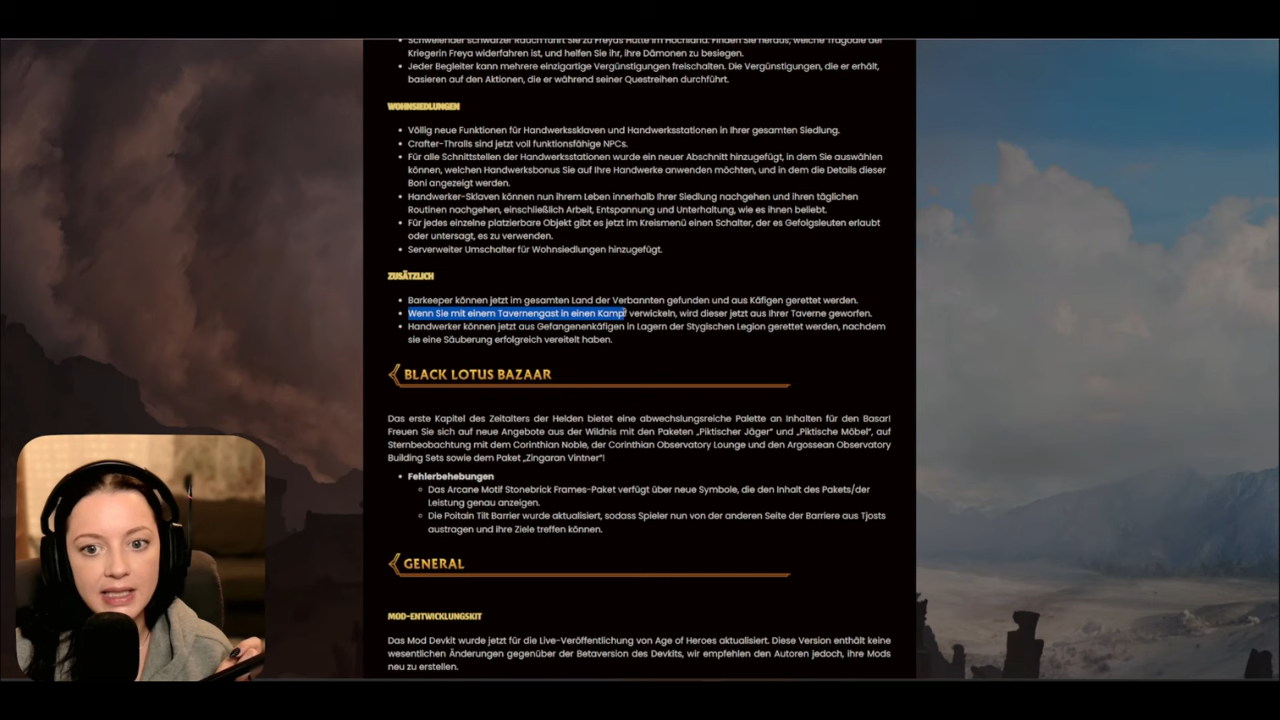 Schwelender schwarzer Rauch führt Sie zu Freyas Hütte im Hochland. Finden Sie heraus, welche Tragödie der
Kriegerin Freya widerfahren ist, und helfen Sie ihr, ihre Dämonen zu besiegen.
• Jeder Begleiter kann mehrere einzigartige Vergünstigungen freischalten. Die Vergünstigungen, die er erhält,
basieren auf den Aktionen, die er während seiner Questreihen durchführt.
WOHNSIEDLUNGEN
• Völlig neue Funktionen für Handwerkssklaven und Handwerksstationen in Ihrer gesamten Siedlung.
• Crafter-Thralls sind jetzt voll funktionsfähige NPCs.
• Für alle Schnittstellen der Handwerksstationen wurde ein neuer Abschnitt hinzugefügt, in dem Sie auswählen
können, welchen Handwerksbonus Sie auf Ihre Handwerke anwenden möchten, und in dem die Details dieser
Boni angezeigt werden.
• Handwerker-Sklaven können nun ihrem Leben innerhalb Ihrer Siedlung nachgehen und ihren täglichen
Routinen nachgehen, einschließlich Arbeit, Entspannung und Unterhaltung, wie es ihnen beliebt.
• Für jedes einzelne platzierbare Objekt gibt es jetzt im Kreismenü einen Schalter, der es Gefolgsleuten erlaubt
oder untersagt, es zu verwenden.
• Serverweiter Umschalter für Wohnsiedlungen hinzugefügt.
ZUSÄTZLICH
• Barkeeper können jetzt im gesamten Land der Verbannten gefunden und aus Käfigen gerettet werden.
• Wenn Sie mit einem Tavernengast in einen Kampf verwickeln, wird dieser jetzt aus Ihrer Taverne geworfen.
• Handwerker können jetzt aus Gefangenenkäfigen in Lagern der Stygischen Legion gerettet werden, nachdem
sie eine Säuberung erfolgreich vereitelt haben.
BLACK LOTUS BAZAAR
Das erste Kapitel des Zeitalters der Helden bietet eine abwechslungsreiche Palette an Inhalten für den Basar!
Freuen Sie sich auf neue Angebote aus der Wildnis mit den Paketen „Piktischer Jäger“ und „Piktische Möbel“, auf
Sternbeobachtung mit dem Corinthian Noble, der Corinthian Observatory Lounge und den Argossean Observatory
Building Sets sowie dem Paket „Zingaran Vintner“!
• Fehlerbehebungen
◦ Das Arcane Motif Stonebrick Frames-Paket verfügt über neue Symbole, die den Inhalt des Pakets/der
Leistung genau anzeigen.
◦ Die Poitain Tilt Barrier wurde aktualisiert, sodass Spieler nun von der anderen Seite der Barriere aus Tjosts
austragen und ihre Ziele treffen können.
GENERAL
MOD-ENTWICKLUNGSKIT
Das Mod Devkit wurde jetzt für die Live-Veröffentlichung von Age of Heroes aktualisiert. Diese Version enthält keine
wesentlichen Änderungen gegenüber der Betaversion des Devkits, wir empfehlen den Autoren jedoch, ihre Mods
neu zu erstellen.